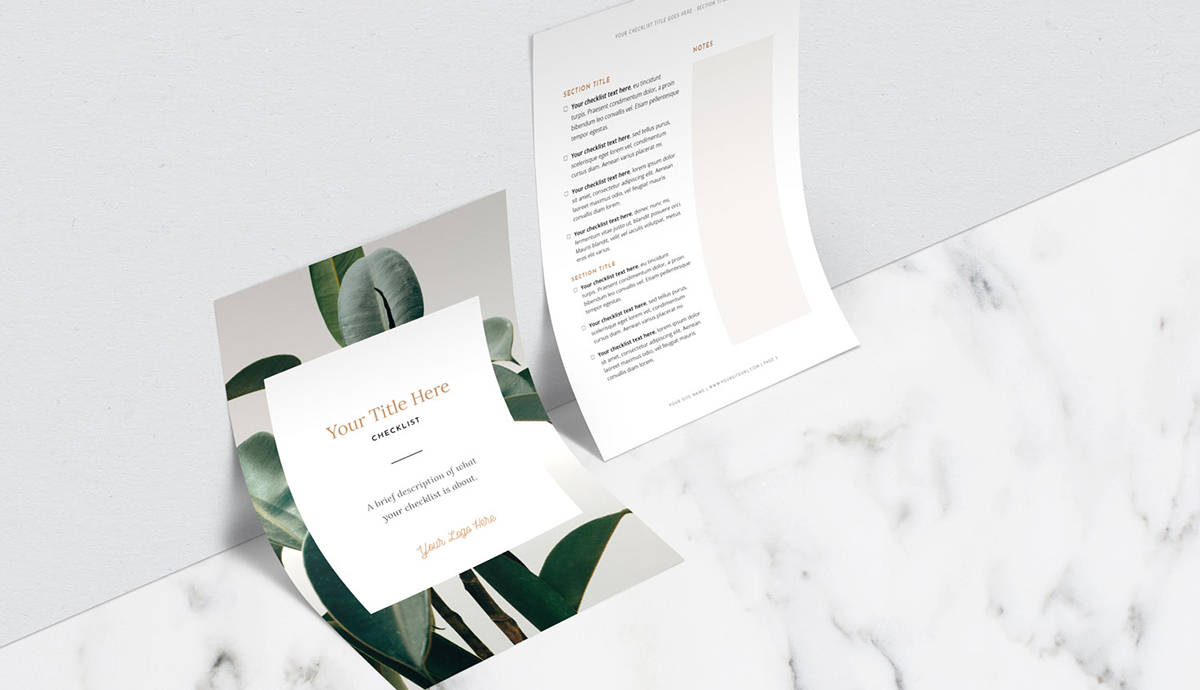 Your Title Here
CHECKLIST
A brief description of what
your checklist is about.
Your Logo Here
YOUR CHECKLIST TITLE GOES HERE - SECTION TITLE
NOTES
SECTION TITLE
Your checklist text here, eu tincidunt
turpis. Praesent condimentum dolor, a proin
bibendum leo convallis vel. Etiam pellentesque
tempor egestas.
Your checklist text here, sed tellus purus,
scelerisque eget lorem vel, condimentum
cursus diam. Aenean varius placerat mi.
Your checklist text here, lorem ipsum dolor
sit amet, consectetur adipiscing elit. Aenean
laoreet maximus odio, vel feugiat mauris
convallis diam lorem.
Your checklist text here, donec nunc mi,
fermentum vitae justo ut, blandit posuere orci.
Mauris blandit, velit vel iaculis volutpat, metus
eros elit varius.
SECTION TITLE
Your checklist text here, eu tincidunt
turpis. Praesent condimentum dolor, a proin
bibendum leo convallis vel. Etiam pellentesque
tempor egestas.
Your checklist text here, sed tellus purus,
scelerisque eget lorem vel, condimentum
cursus diam. Aenean varius placerat mi.
Your checklist text here, lorem ipsum dolor
sit amet, consectetur adipiscing elit. Aenean
laoreet maximus odio, vel feugiat mauris
convallis diam lorem.
YOUR SITE NAME | WWW.YOURSITEURL.COM | PAGE